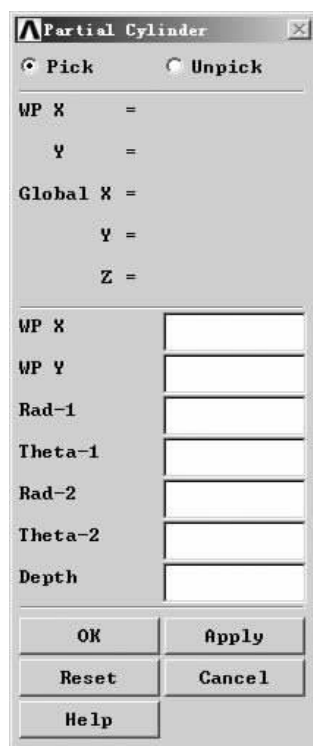 Partial Cylinder
Pick Unpick
WP X =
Y =
Global X =
Y =
Z =
WP X
WP Y
Rad-1
Theta-1
Rad-2
Theta-2
Depth
OK Apply
Reset Cancel
Help